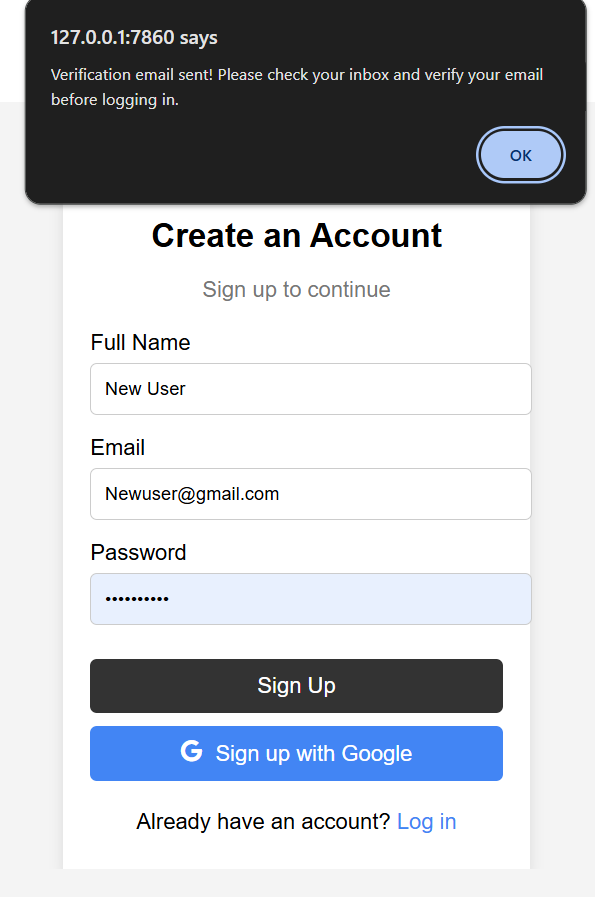 127.0.0.1:7860 says
Verification email sent! Please check your inbox and verify your email
before logging in.
OK
Create an Account
Sign up to continue
Full Name
New User
Email
Newuser@gmail.com
Password
••••••••••
Sign Up
G Sign up with Google
Already have an account? Log in